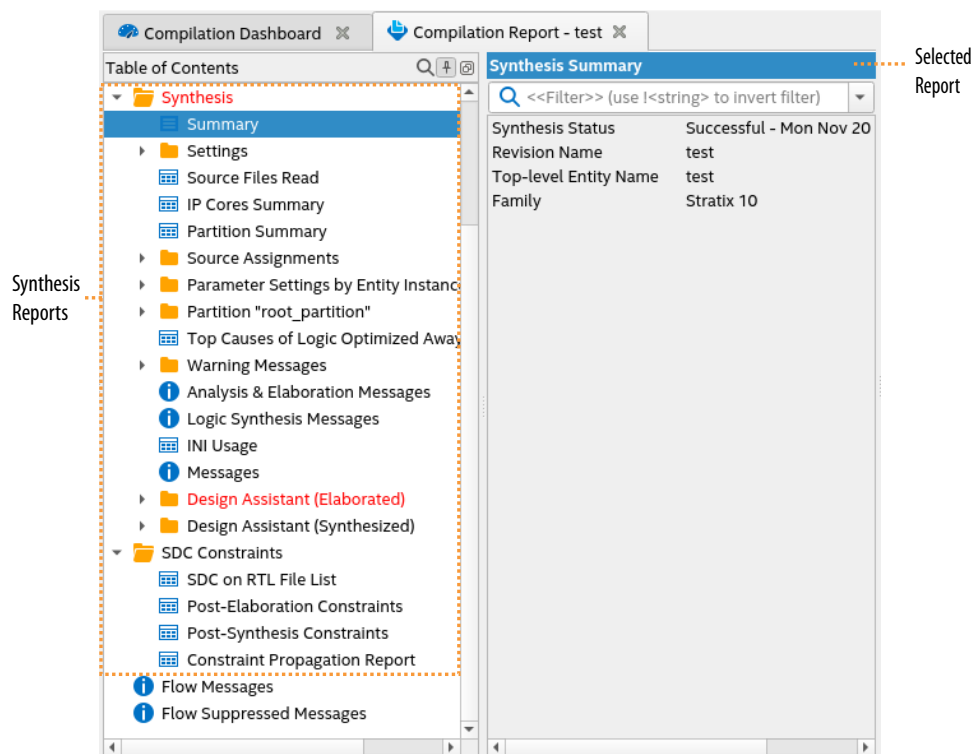 Compilation Dashboard
Compilation Report - test
Table of Contents
Synthesis
Summary
Settings
Source Files Read
IP Cores Summary
Partition Summary
Source Assignments
Parameter Settings by Entity Instanc
Partition "root_partition"
Top Causes of Logic Optimized Away
Warning Messages
Analysis & Elaboration Messages
Logic Synthesis Messages
INI Usage
Messages
Design Assistant (Elaborated)
Design Assistant (Synthesized)
SDC Constraints
SDC on RTL File List
Post-Elaboration Constraints
Post-Synthesis Constraints
Constraint Propagation Report
Flow Messages
Flow Suppressed Messages
Synthesis
Reports
Synthesis Summary
<<Filter>> (use !<string> to invert filter)
Synthesis Status Successful - Mon Nov 20
Revision Name test
Top-level Entity Name test
Family Stratix 10
Selected
Report